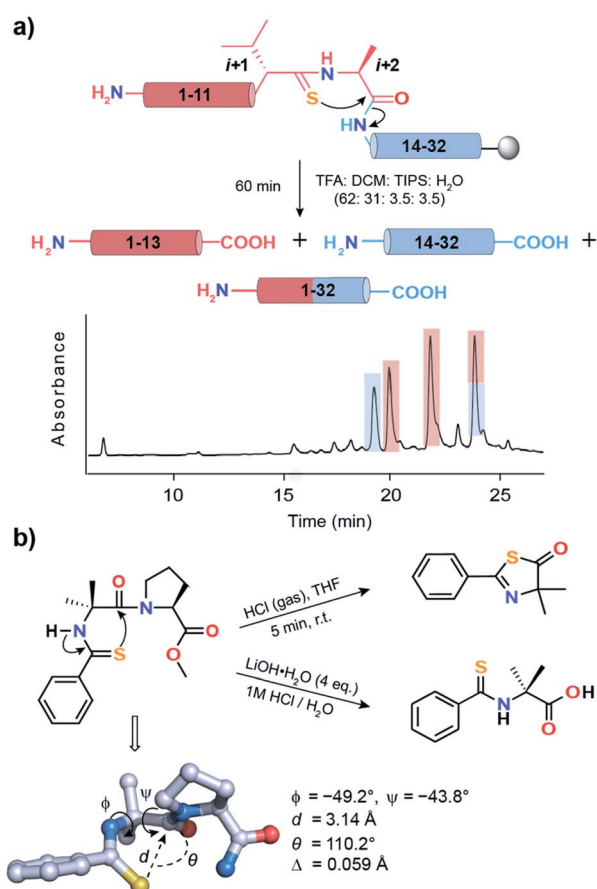 a)
i+1
H
N
i+2
H₂N
1-11
S
O
HN
14-32
60 min
TFA: DCM: TIPS: H₂O
(62: 31: 3.5: 3.5)
H₂N
1-13
COOH
+
H₂N
14-32
COOH
+
H₂N
1-32
COOH
Absorbance
10
15
20
25
Time (min)
b)
O
N
H-N
O
S
O
HCl (gas), THF
5 min, r.t.
S
O
N
LiOH•H₂O (4 eq.)
1M HCl / H₂O
S
N
H
OH
O
ϕ
ψ
d
θ
ϕ = −49.2°, ψ = −43.8°
d = 3.14 Å
θ = 110.2°
Δ = 0.059 Å